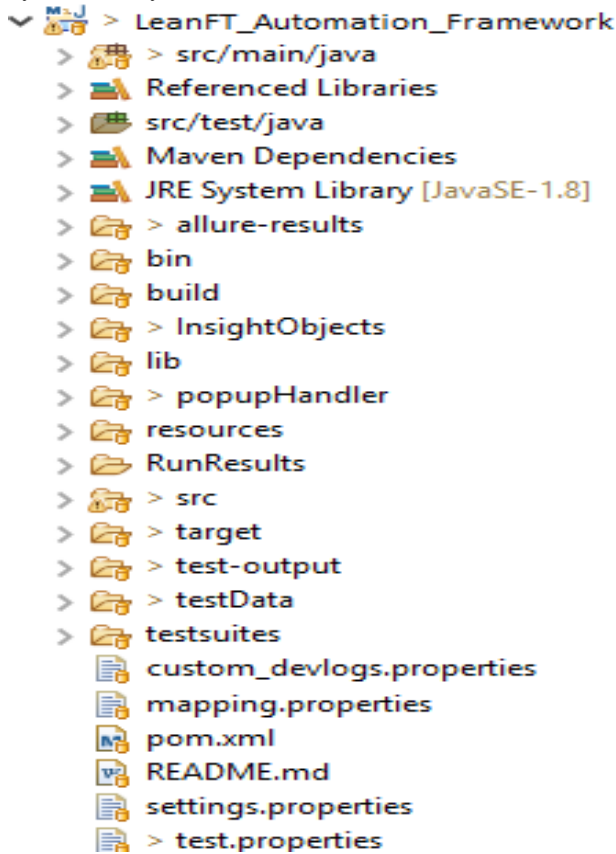 > LeanFT_Automation_Framework
> src/main/java
Referenced Libraries
src/test/java
Maven Dependencies
JRE System Library [JavaSE-1.8]
> allure-results
bin
build
> InsightObjects
lib
> popupHandler
resources
RunResults
> src
> target
> test-output
> testData
testsuites
custom_devlogs.properties
mapping.properties
pom.xml
README.md
settings.properties
> test.properties